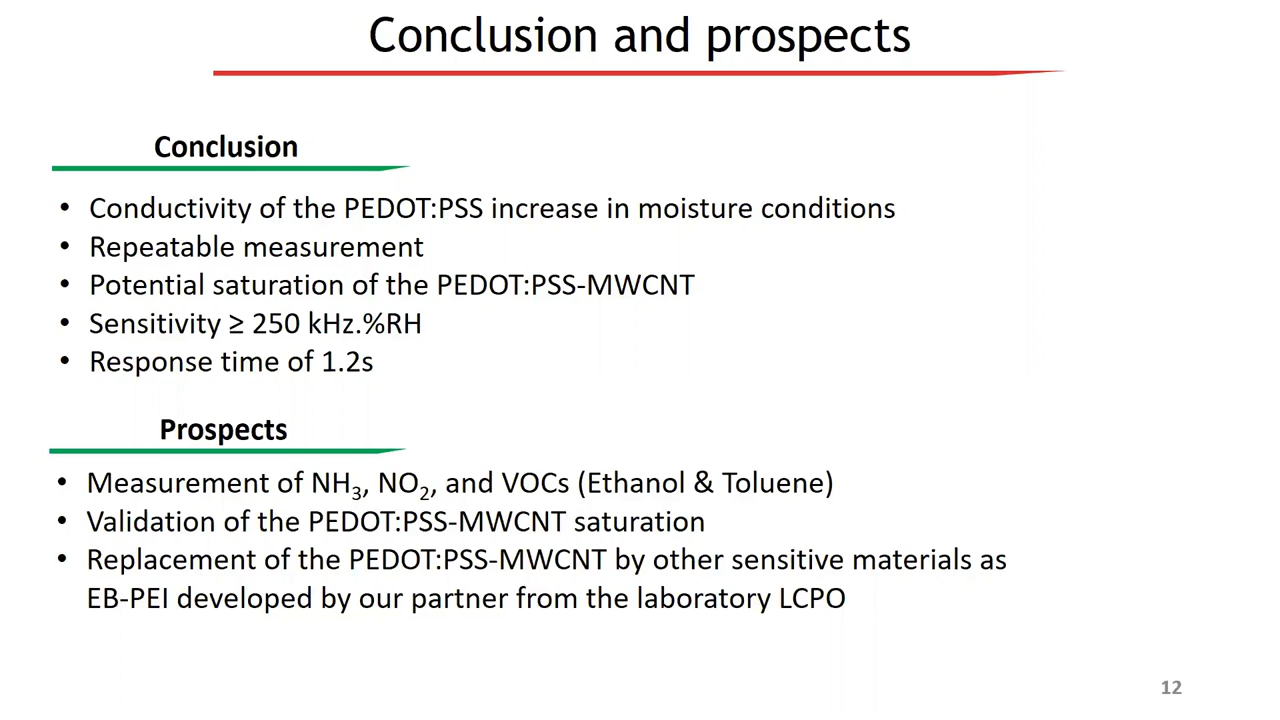 Conclusion and prospects
Conclusion
• Conductivity of the PEDOT:PSS increase in moisture conditions
• Repeatable measurement
• Potential saturation of the PEDOT:PSS-MWCNT
• Sensitivity ≥ 250 kHz.%RH
• Response time of 1.2s
Prospects
• Measurement of NH₃, NO₂, and VOCs (Ethanol & Toluene)
• Validation of the PEDOT:PSS-MWCNT saturation
• Replacement of the PEDOT:PSS-MWCNT by other sensitive materials as
EB-PEI developed by our partner from the laboratory LCPO
12